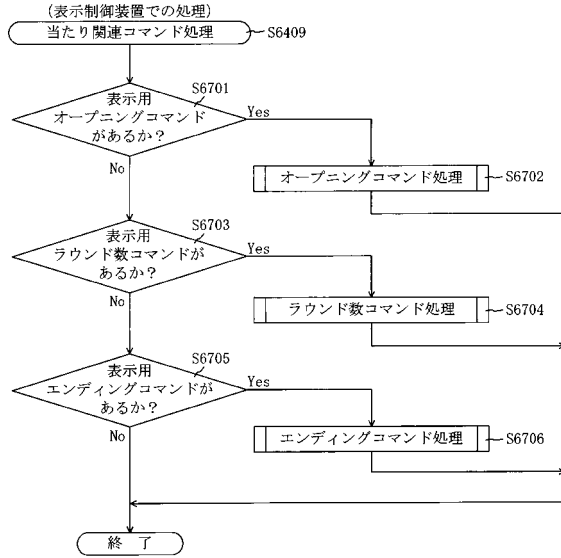 (表示制御装置での処理)
当たり関連コマンド処理
S6409
S6701
表示用
オープニングコマンド
があるか?
Yes
No
オープニングコマンド処理
S6702
S6703
表示用
ラウンド数コマンドが
あるか?
Yes
No
ラウンド数コマンド処理
S6704
S6705
表示用
エンディングコマンドが
あるか?
Yes
No
エンディングコマンド処理
S6706
終 了